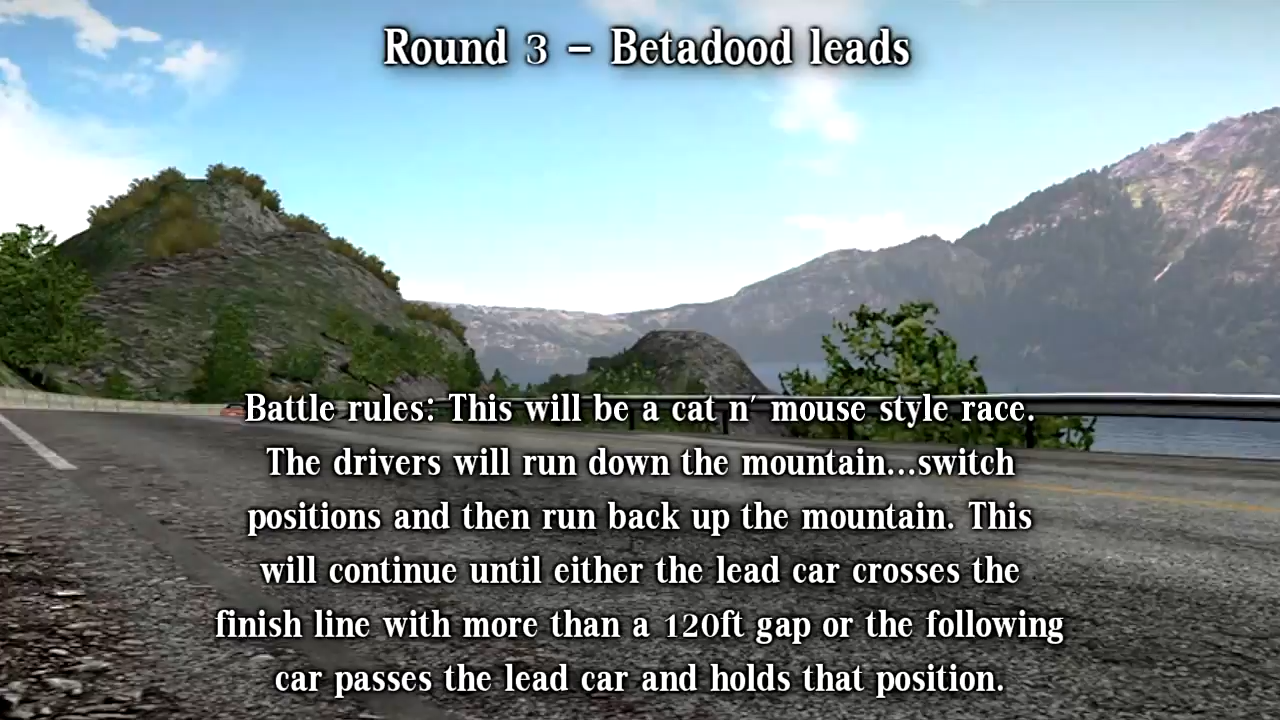 Round 3 – Betadood leads
Battle rules: This will be a cat n' mouse style race.
The drivers will run down the mountain...switch
positions and then run back up the mountain. This
will continue until either the lead car crosses the
finish line with more than a 120ft gap or the following
car passes the lead car and holds that position.